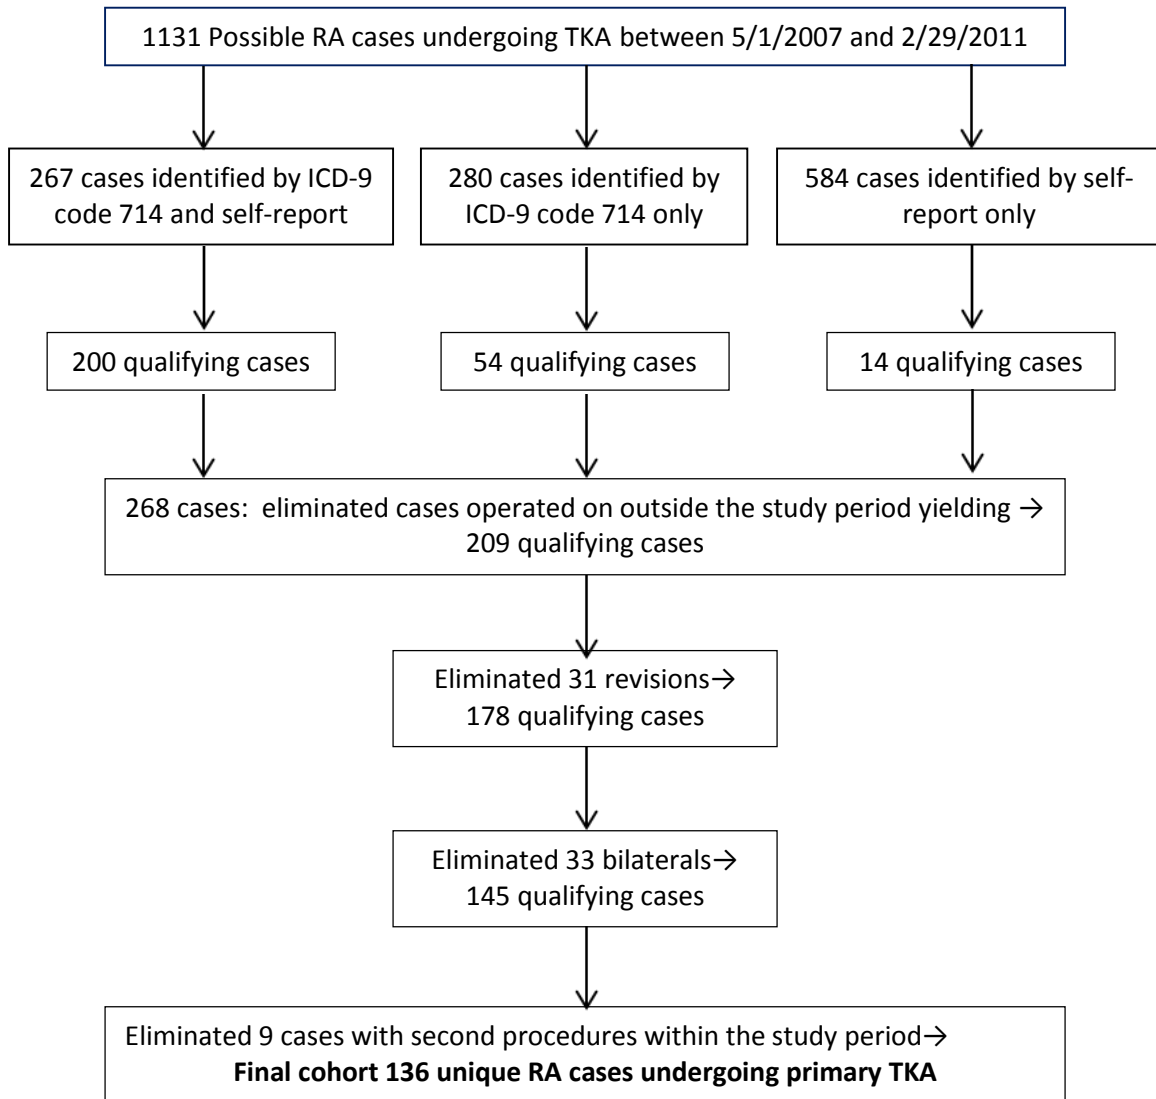 1131 Possible RA cases undergoing TKA between 5/1/2007 and 2/29/2011
267 cases identified by ICD-9
code 714 and self-report
280 cases identified by
ICD-9 code 714 only
584 cases identified by self-
report only
200 qualifying cases
54 qualifying cases
14 qualifying cases
268 cases:  eliminated cases operated on outside the study period yielding →
209 qualifying cases
Eliminated 31 revisions→
178 qualifying cases
Eliminated 33 bilaterals→
145 qualifying cases
Eliminated 9 cases with second procedures within the study period→
Final cohort 136 unique RA cases undergoing primary TKA